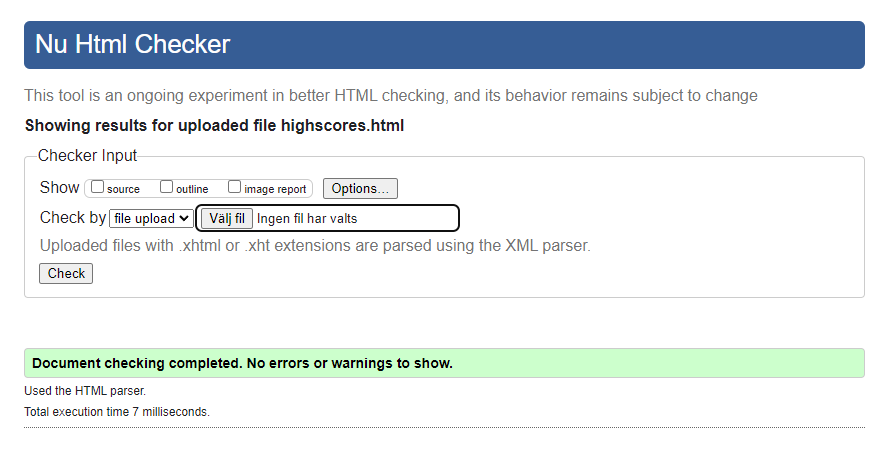 Nu Html Checker
This tool is an ongoing experiment in better HTML checking, and its behavior remains subject to change
Showing results for uploaded file highscores.html
Checker Input
Show source outline image report Options...
Check by file upload Välj fil Ingen fil har valts
Uploaded files with .xhtml or .xht extensions are parsed using the XML parser.
Check
Document checking completed. No errors or warnings to show.
Used the HTML parser.
Total execution time 7 milliseconds.